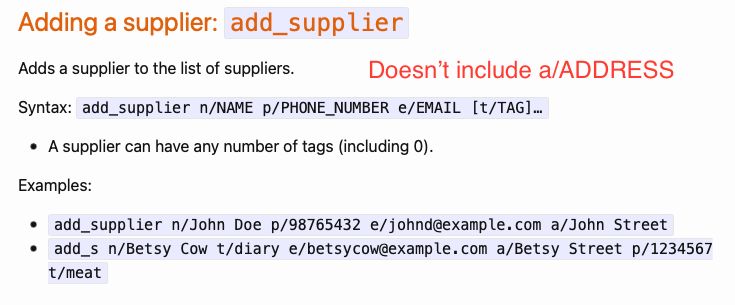 Adding a supplier: add_supplier
Adds a supplier to the list of suppliers.
Doesn’t include a/ADDRESS
Syntax: add_supplier n/NAME p/PHONE_NUMBER e/EMAIL [t/TAG]…
• A supplier can have any number of tags (including 0).
Examples:
• add_supplier n/John Doe p/98765432 e/johnd@example.com a/John Street
• add_s n/Betsy Cow t/diary e/betsycow@example.com a/Betsy Street p/1234567
t/meat